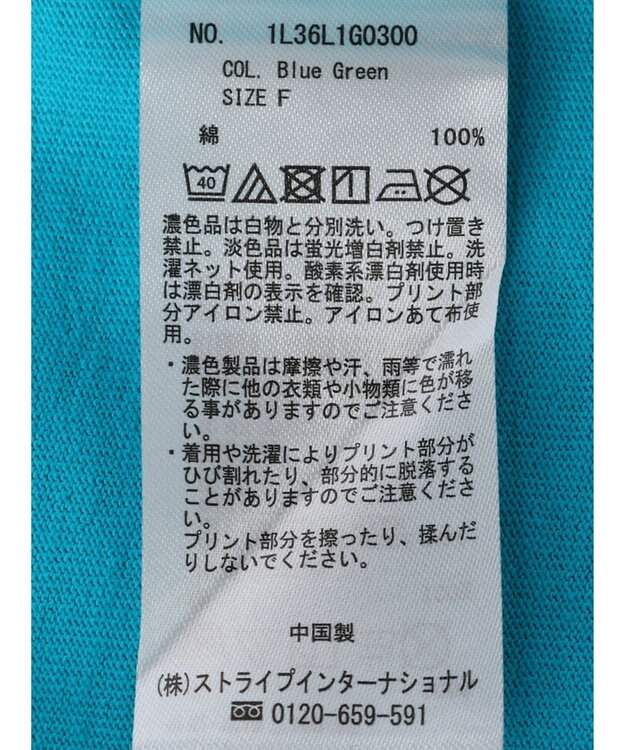 NO. 1L36L1G0300
COL. Blue Green
SIZE F
綿 100%
40
濃色品は白物と分別洗い。つけ置き
禁止。淡色品は蛍光増白剤禁止。洗
濯ネット使用。酸素系漂白剤使用時
は漂白剤の表示を確認。プリント部
分アイロン禁止。アイロンあて布使
用。
・濃色製品は摩擦や汗、雨等で濡れ
た際に他の衣類や小物類に色が移
る事がありますのでご注意くださ
い。
・着用や洗濯によりプリント部分が
ひび割れたり、部分的に脱落する
ことがありますのでご注意くださ
い。
プリント部分を擦ったり、揉んだ
りしないでください。
中国製
(株)ストライプインターナショナル
0120-659-591